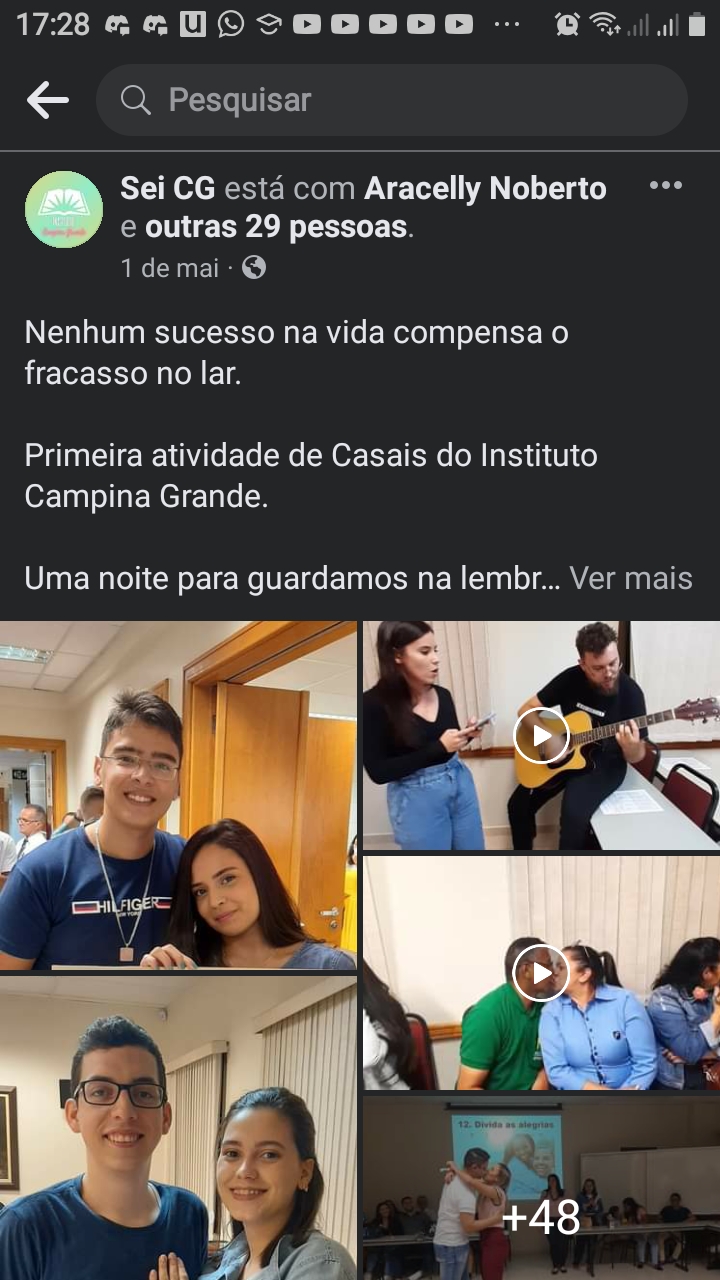 17:28
Pesquisar
Sei CG está com Aracelly Noberto
e outras 29 pessoas.
1 de mai ·
Nenhum sucesso na vida compensa o
fracasso no lar.
Primeira atividade de Casais do Instituto
Campina Grande.
Uma noite para guardamos na lembr... Ver mais
HILFIGER
NEW YORK
12. Divida as alegrias
+48